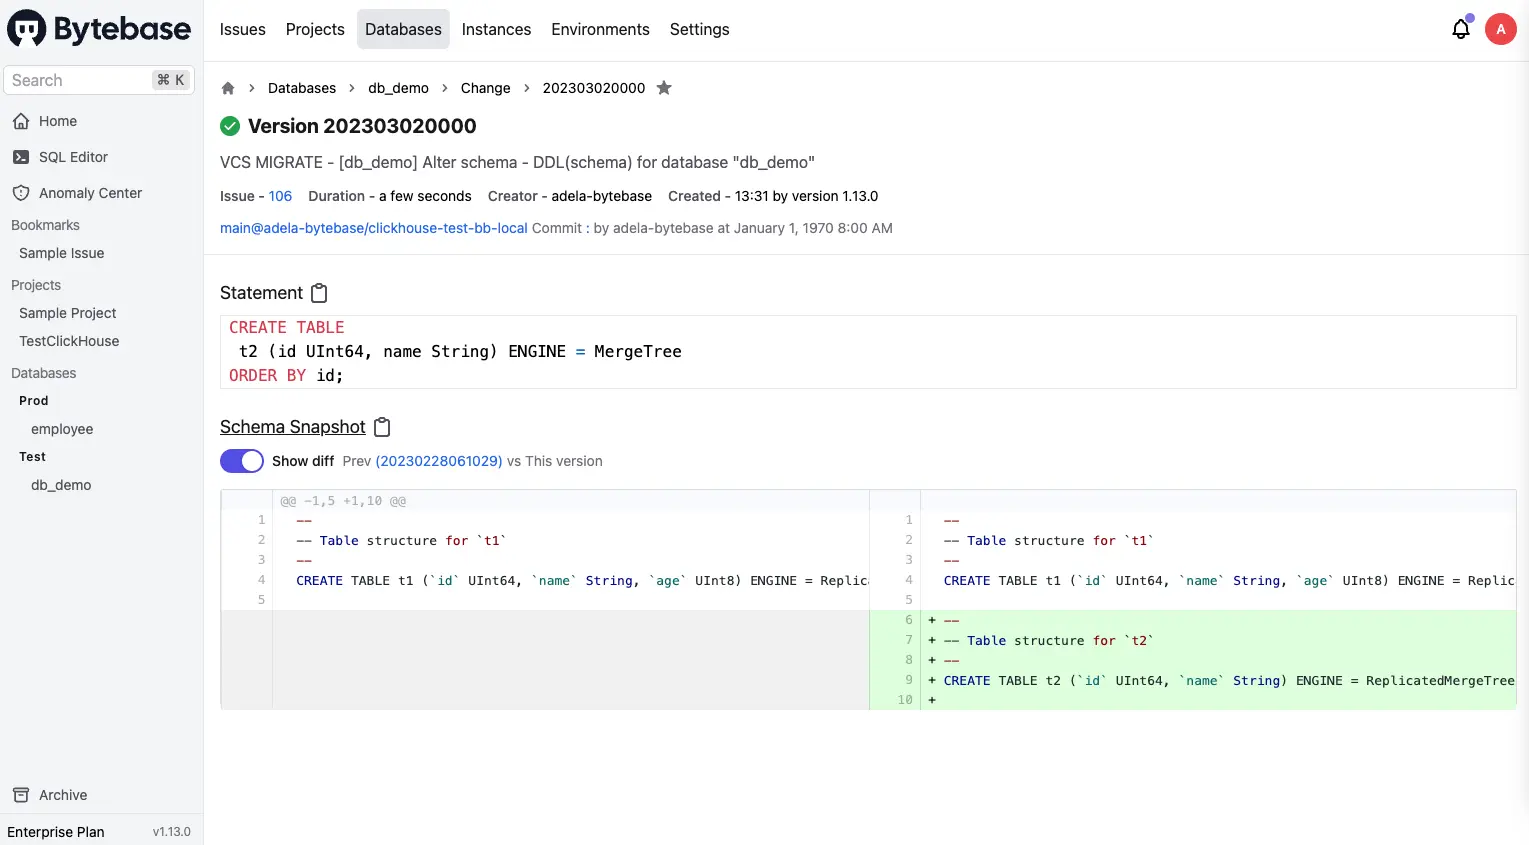 Bytebase
Issues Projects Databases Instances Environments Settings
A
Search ⌘ K
Home
SQL Editor
Anomaly Center
Bookmarks
Sample Issue
Projects
Sample Project
TestClickHouse
Databases
Prod
employee
Test
db_demo
Archive
Enterprise Plan v1.13.0
Databases > db_demo > Change > 202303020000
Version 202303020000
VCS MIGRATE - [db_demo] Alter schema - DDL(schema) for database "db_demo"
Issue - 106 Duration - a few seconds Creator - adela-bytebase Created - 13:31 by version 1.13.0
main@adela-bytebase/clickhouse-test-bb-local Commit : by adela-bytebase at January 1, 1970 8:00 AM
Statement
CREATE TABLE
t2 (id UInt64, name String) ENGINE = MergeTree
ORDER BY id;
Schema Snapshot
Show diff Prev (20230228061029) vs This version
@@ -1,5 +1,10 @@
1 --
2 -- Table structure for `t1`
3 --
4 CREATE TABLE t1 (`id` UInt64, `name` String, `age` UInt8) ENGINE = Replic
5
1 --
2 -- Table structure for `t1`
3 --
4 CREATE TABLE t1 (`id` UInt64, `name` String, `age` UInt8) ENGINE = Replic
5
6 + --
7 + -- Table structure for `t2`
8 + --
9 + CREATE TABLE t2 (`id` UInt64, `name` String) ENGINE = ReplicatedMergeTree
10 +